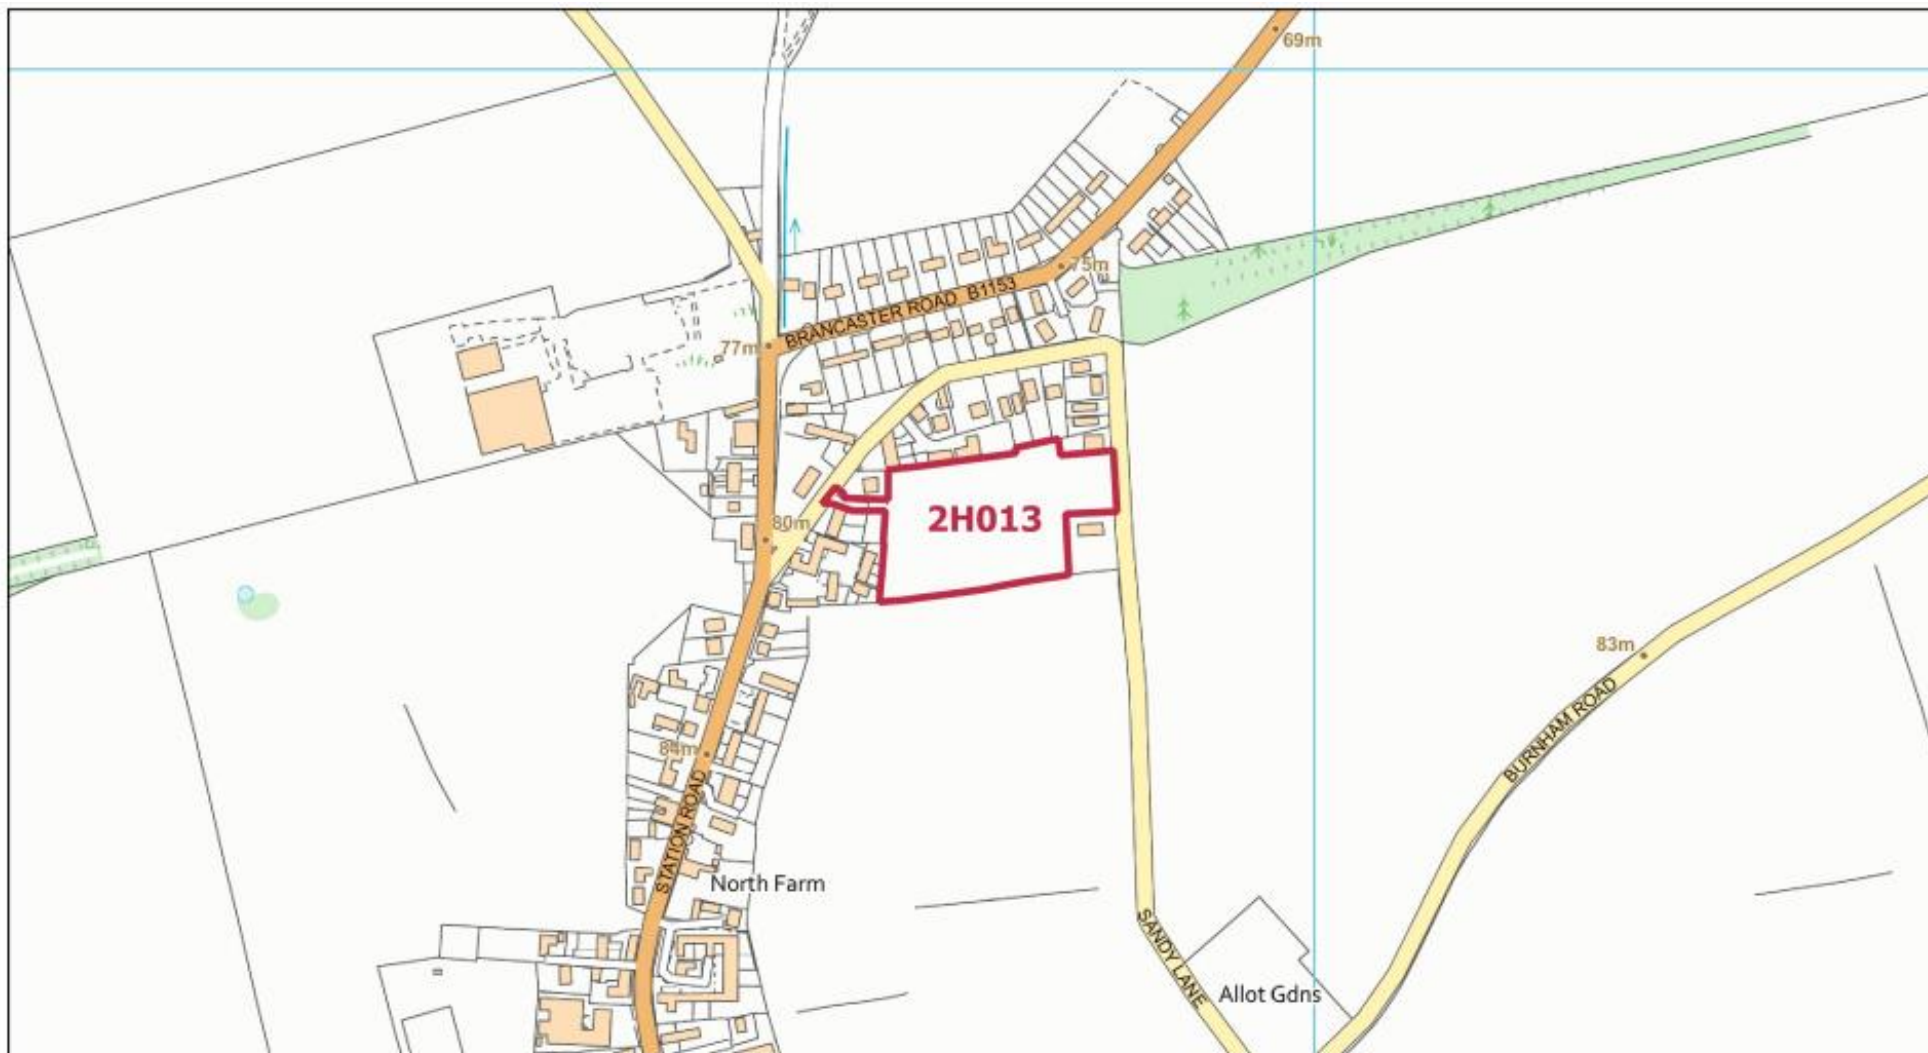 69m
75m
BRANCASTER ROAD B1153
77m
2H013
80m
83m
BURNHAM ROAD
84m
STATION ROAD
North Farm
SANDY LANE
Allot Gdns